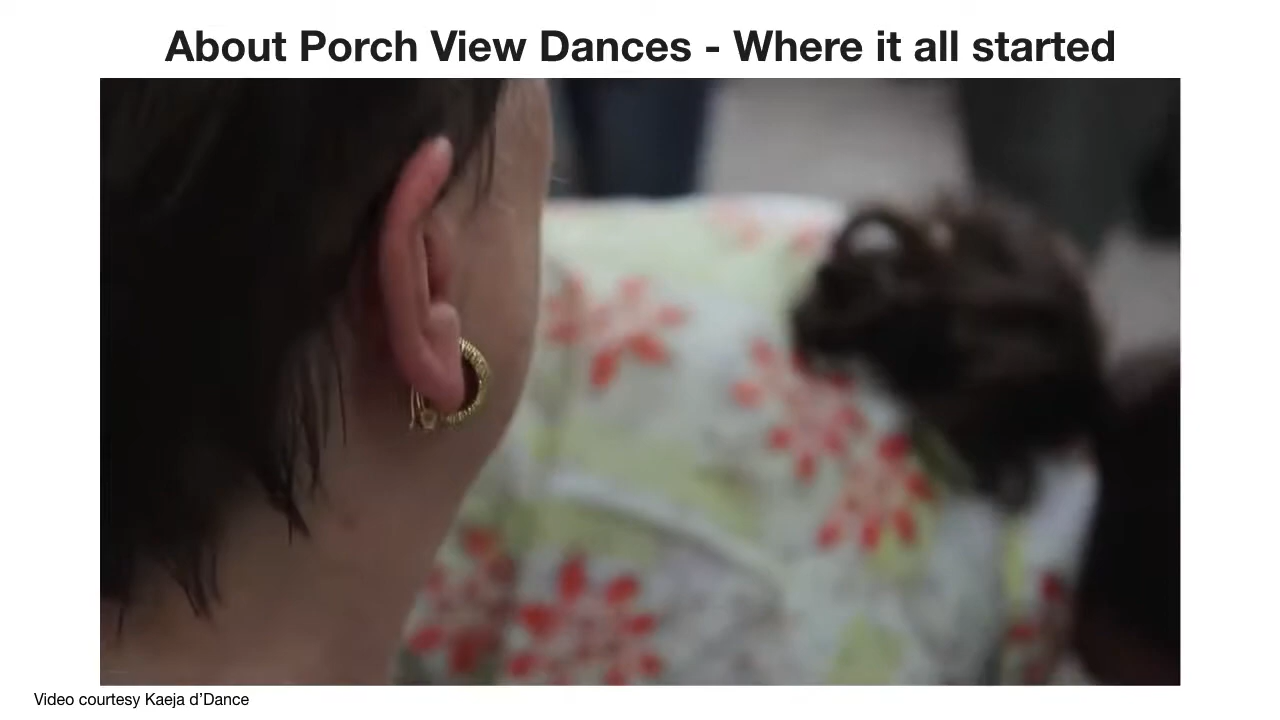 About Porch View Dances - Where it all started
Video courtesy Kaeja d’Dance